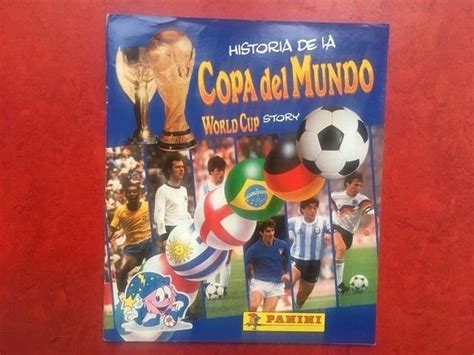 HISTORIA DE LA
COPA del MUNDO
WORLD CUP STORY
PANINI